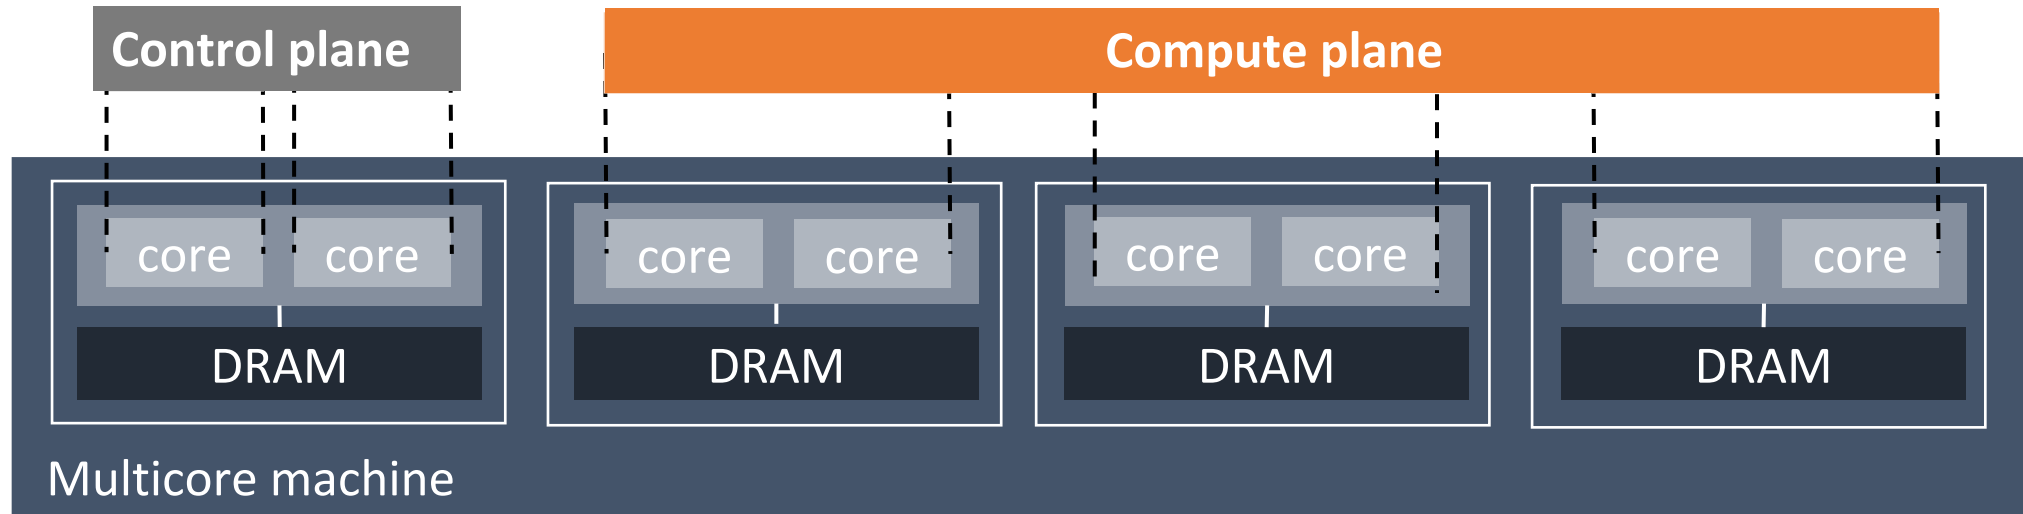 Control plane
Compute plane
core core core core core core core core
DRAM DRAM DRAM DRAM
Multicore machine